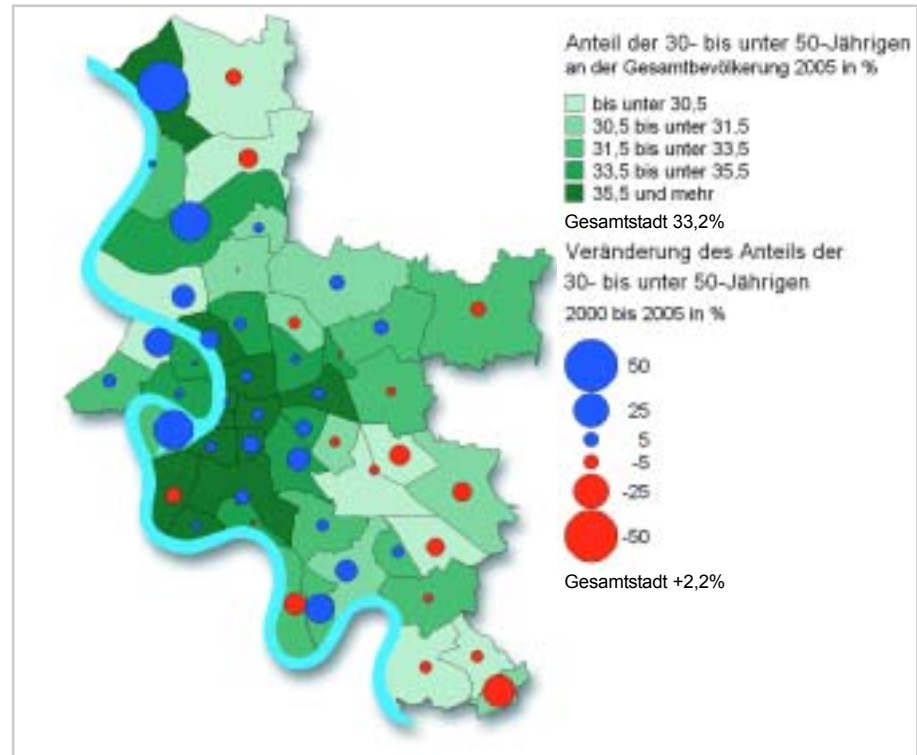 Anteil der 30- bis unter 50-Jährigen
an der Gesamtbevölkerung 2005 in %
bis unter 30,5
30,5 bis unter 31,5
31,5 bis unter 33,5
33,5 bis unter 35,5
35,5 und mehr
Gesamtstadt 33,2%
Veränderung des Anteils der
30- bis unter 50-Jährigen
2000 bis 2005 in %
50
25
5
-5
-25
-50
Gesamtstadt +2,2%